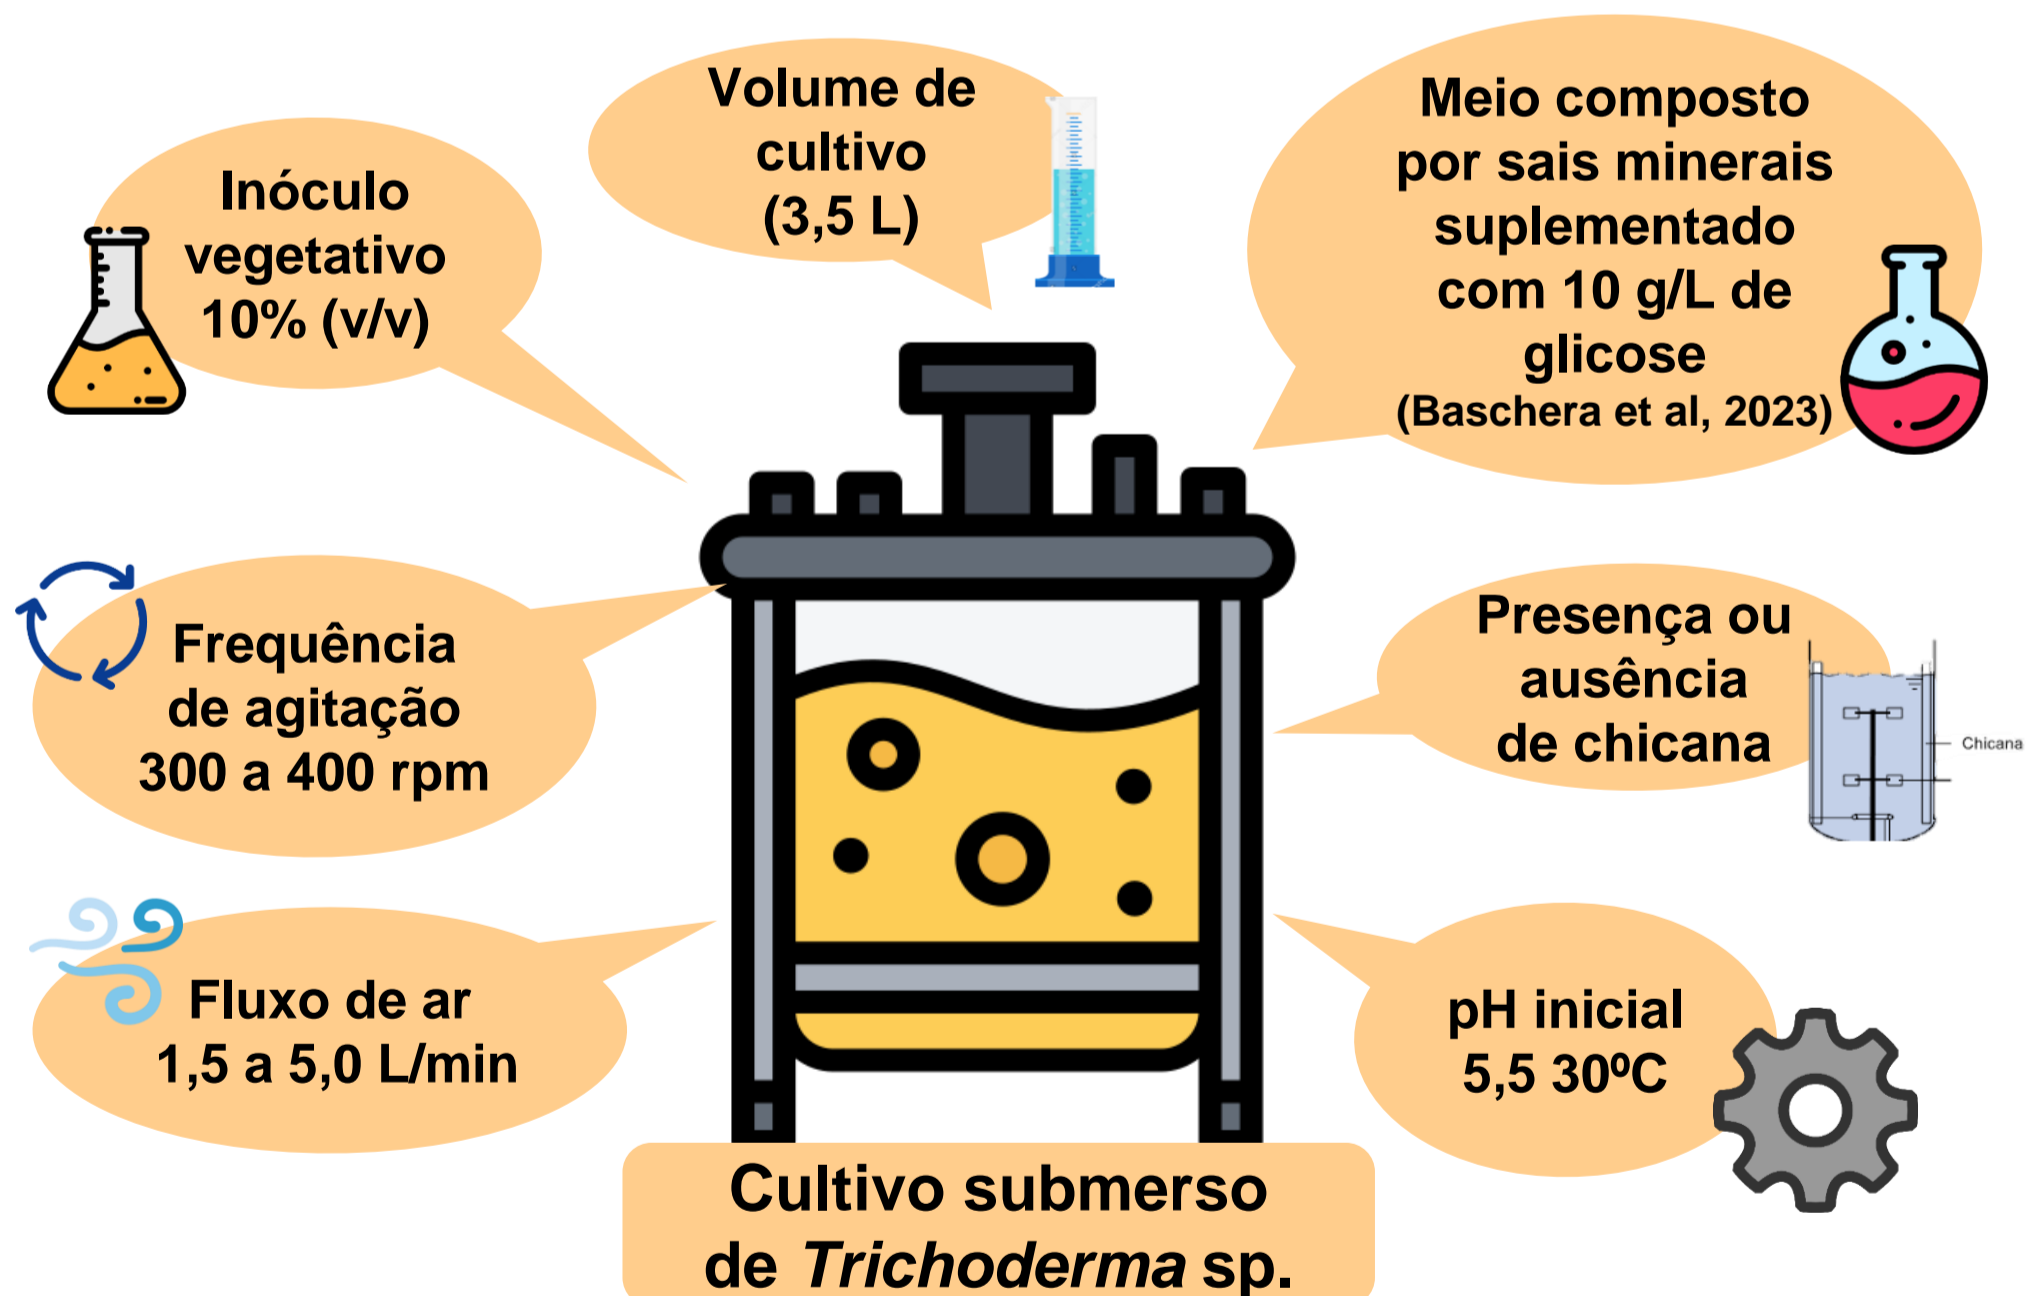 Inóculo
vegetativo
10% (v/v)
Volume de
cultivo
(3,5 L)
Meio composto
por sais minerais
suplementado
com 10 g/L de
glicose
(Baschera et al, 2023)
Frequência
de agitação
300 a 400 rpm
Presença ou
ausência
de chicana
Chicana
Fluxo de ar
1,5 a 5,0 L/min
pH inicial
5,5 30ºC
Cultivo submerso
de Trichoderma sp.